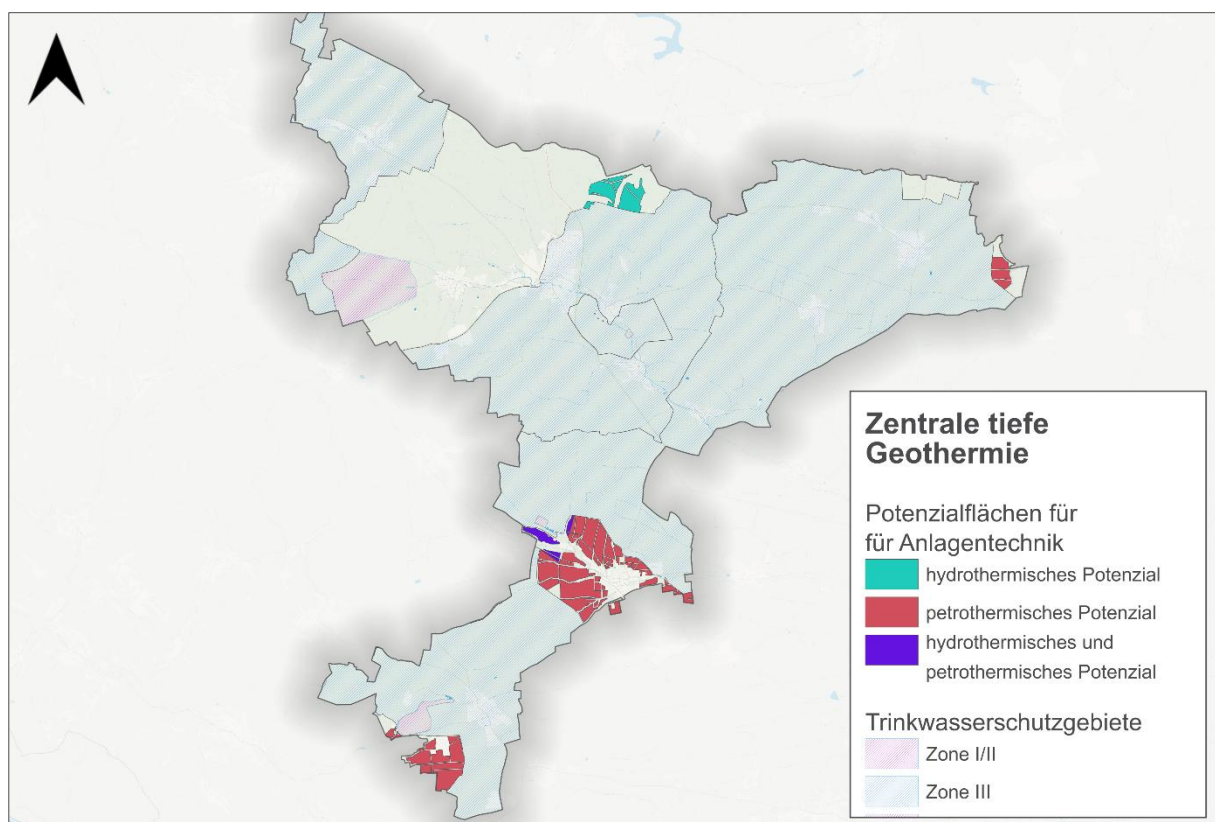 Zentrale tiefe
Geothermie
Potenzialflächen für
für Anlagentechnik
hydrothermisches Potenzial
petrothermisches Potenzial
hydrothermisches und
petrothermisches Potenzial
Trinkwasserschutzgebiete
Zone I/II
Zone III